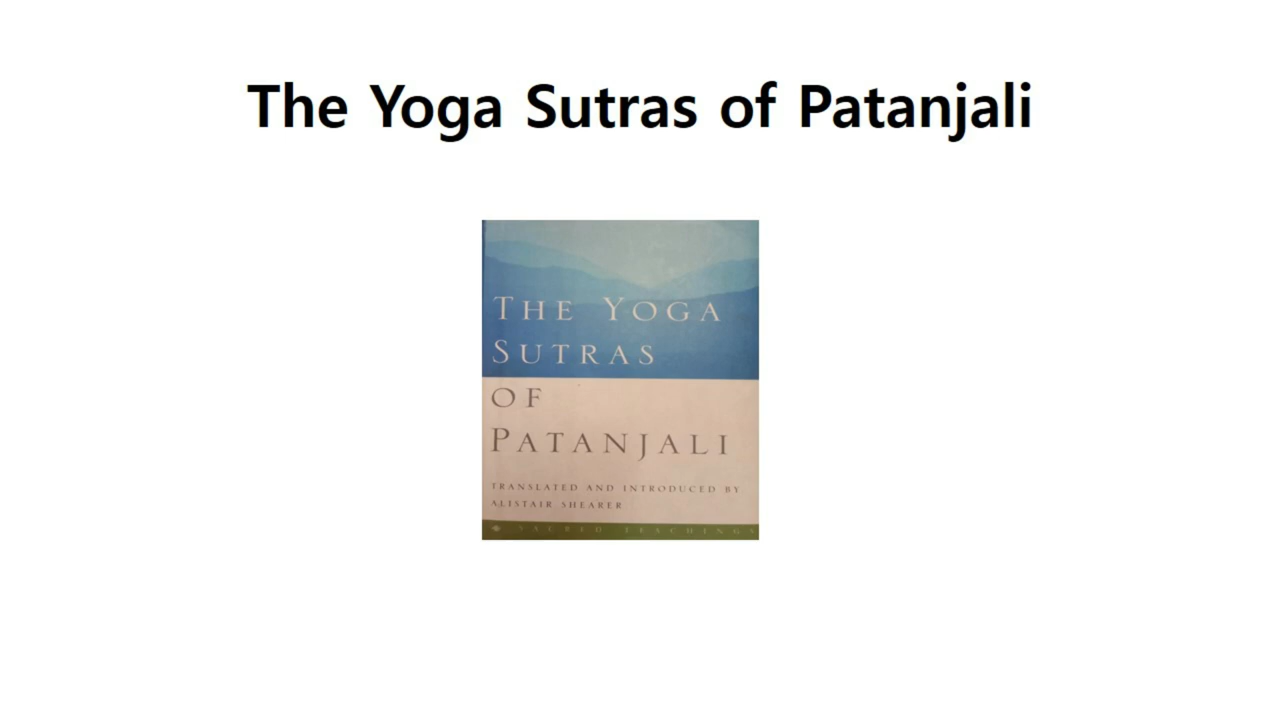 The Yoga Sutras of Patanjali
THE YOGA
SUTRAS
OF
PATANJALI
TRANSLATED AND INTRODUCED BY
ALISTAIR SHEARER
SACRED TEACHINGS